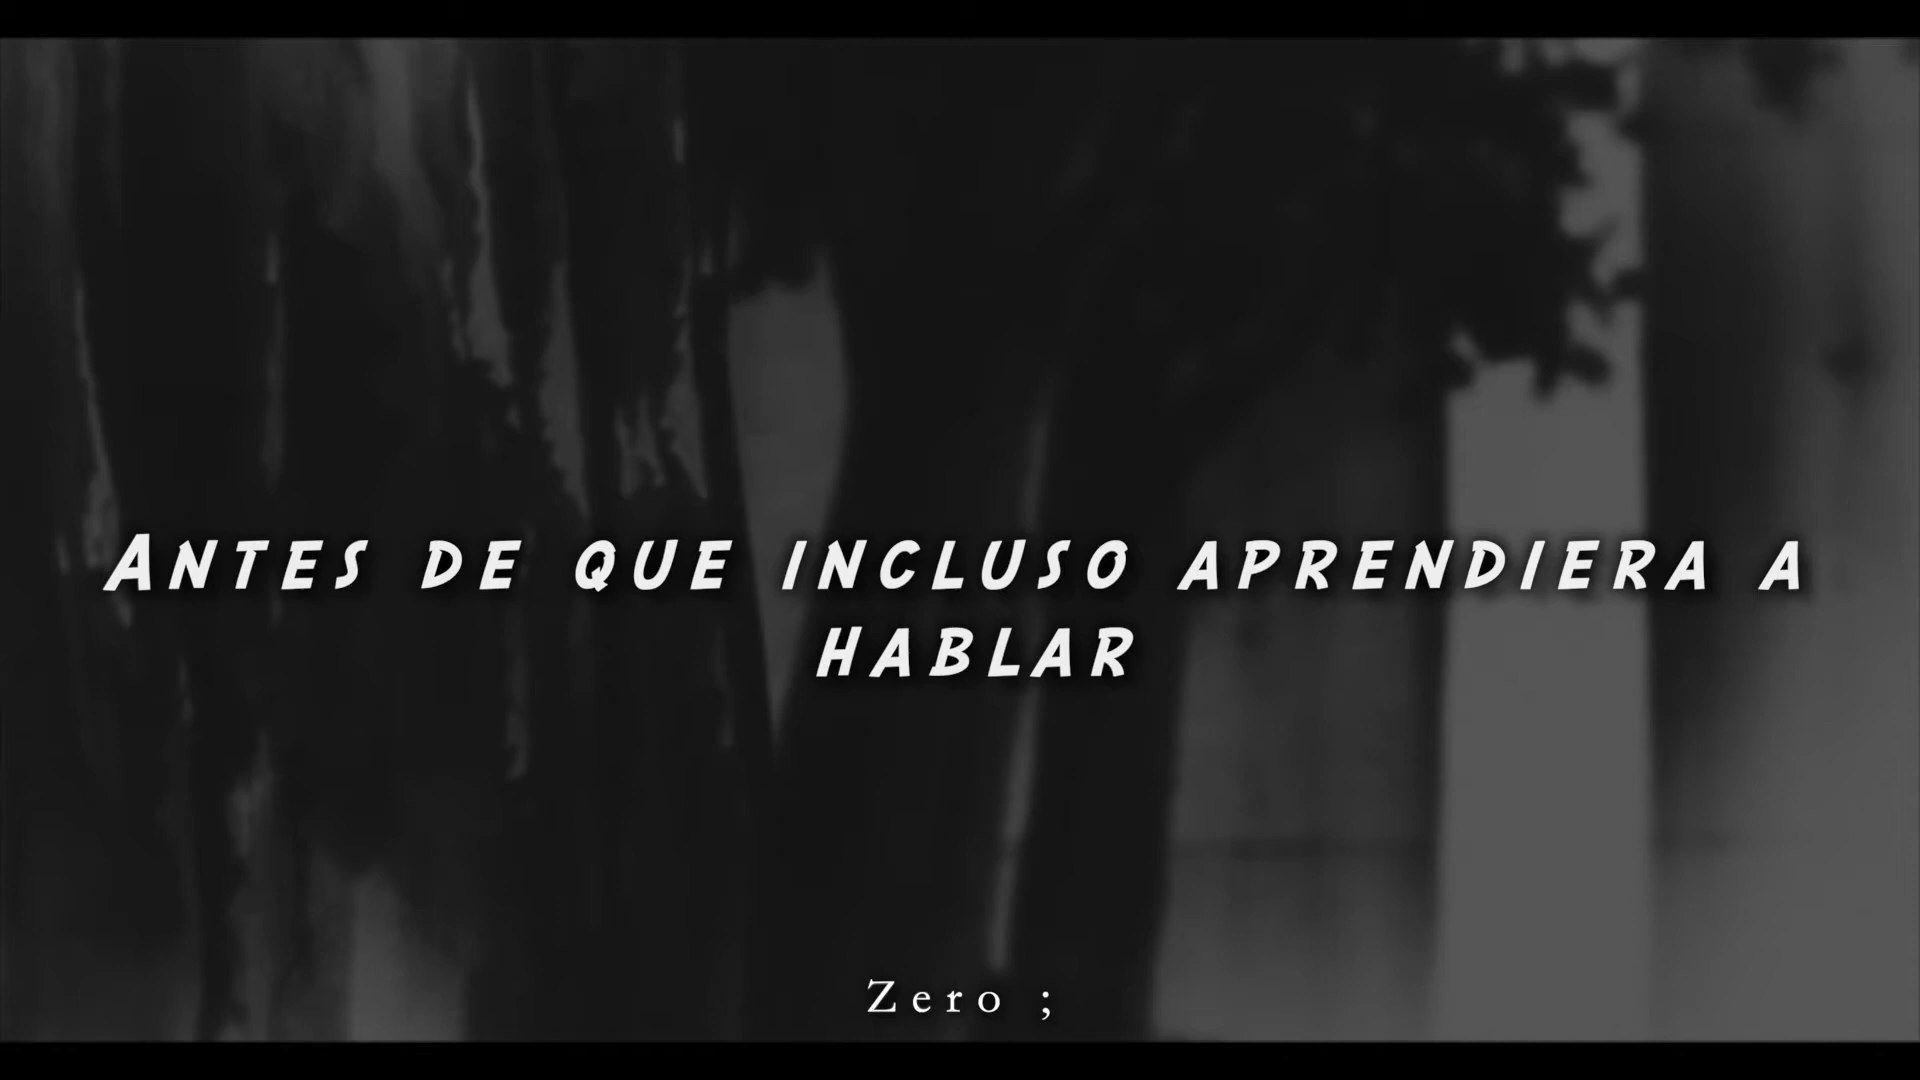 Antes de que incluso aprendiera a
hablar
Zero ;